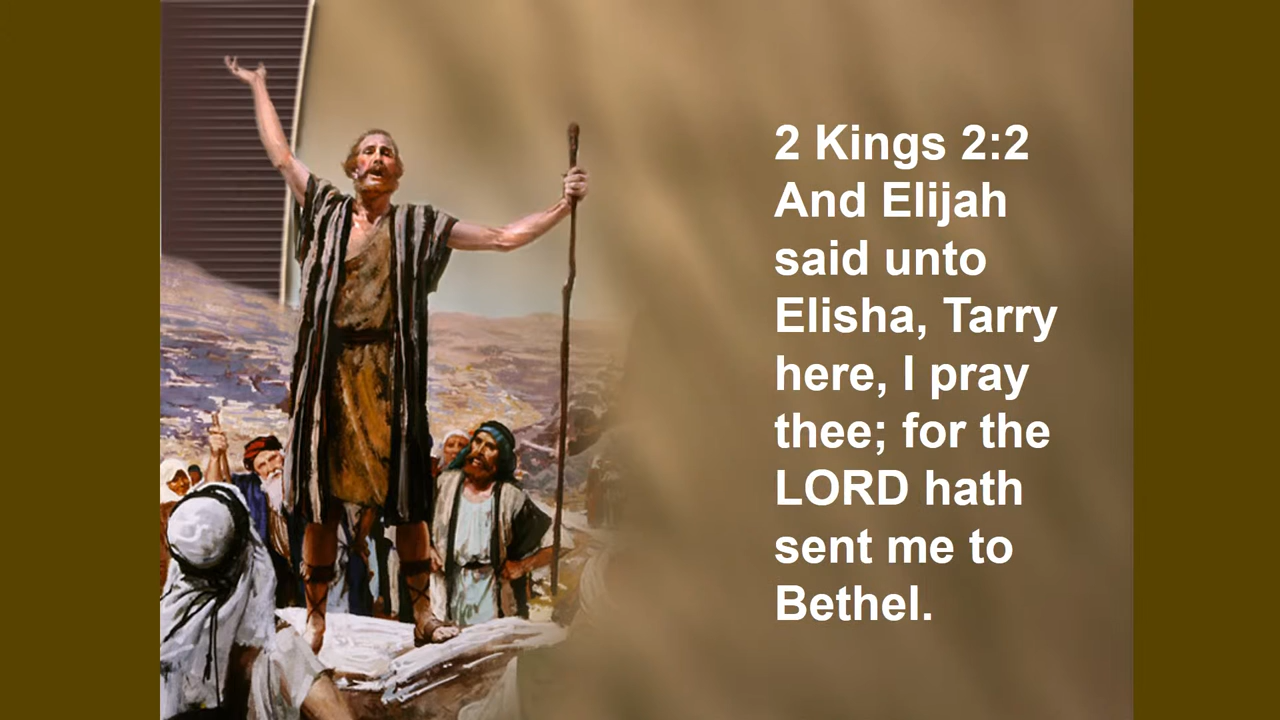 2 Kings 2:2
And Elijah
said unto
Elisha, Tarry
here, I pray
thee; for the
LORD hath
sent me to
Bethel.